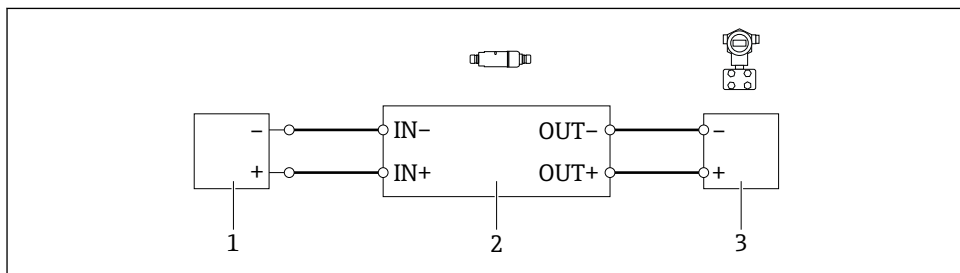 − IN− OUT− −
+ IN+ OUT+ +
1 2 3